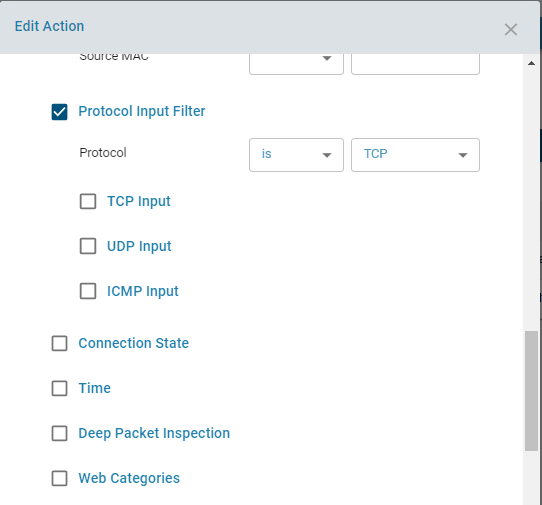 Edit Action
Source MAC
Protocol Input Filter
Protocol is TCP
TCP Input
UDP Input
ICMP Input
Connection State
Time
Deep Packet Inspection
Web Categories